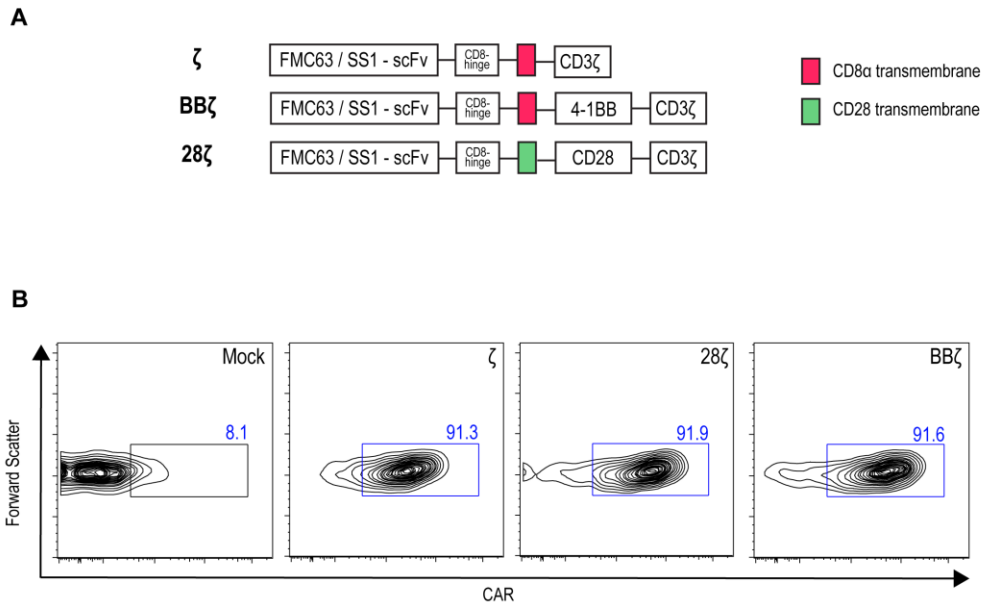 A
ζ
FMC63 / SS1 - scFv
CD8-
hinge
CD3ζ
BBζ
FMC63 / SS1 - scFv
CD8-
hinge
4-1BB
CD3ζ
28ζ
FMC63 / SS1 - scFv
CD8-
hinge
CD28
CD3ζ
CD8α transmembrane
CD28 transmembrane
B
Forward Scatter
Mock
8.1
ζ
91.3
28ζ
91.9
BBζ
91.6
CAR